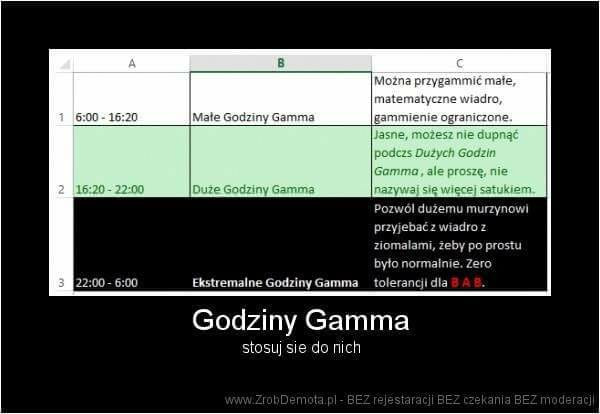 A B C
1 6:00 - 16:20 Małe Godziny Gamma Można przygammić małe,
matematyczne wiadro,
gammienie ograniczone.
2 16:20 - 22:00 Duże Godziny Gamma Jasne, możesz nie dupnąć
podczs Dużych Godzin
Gamma , ale proszę, nie
nazywaj się więcej satukiem.
3 22:00 - 6:00 Ekstremalne Godziny Gamma Pozwól dużemu murzynowi
przyjebać z wiadro z
ziomalami, żeby po prostu
było normalnie. Zero
tolerancji dla B A B.
Godziny Gamma
stosuj sie do nich
www.ZrobDemota.pl - BEZ rejestaracji BEZ czekania BEZ moderacji